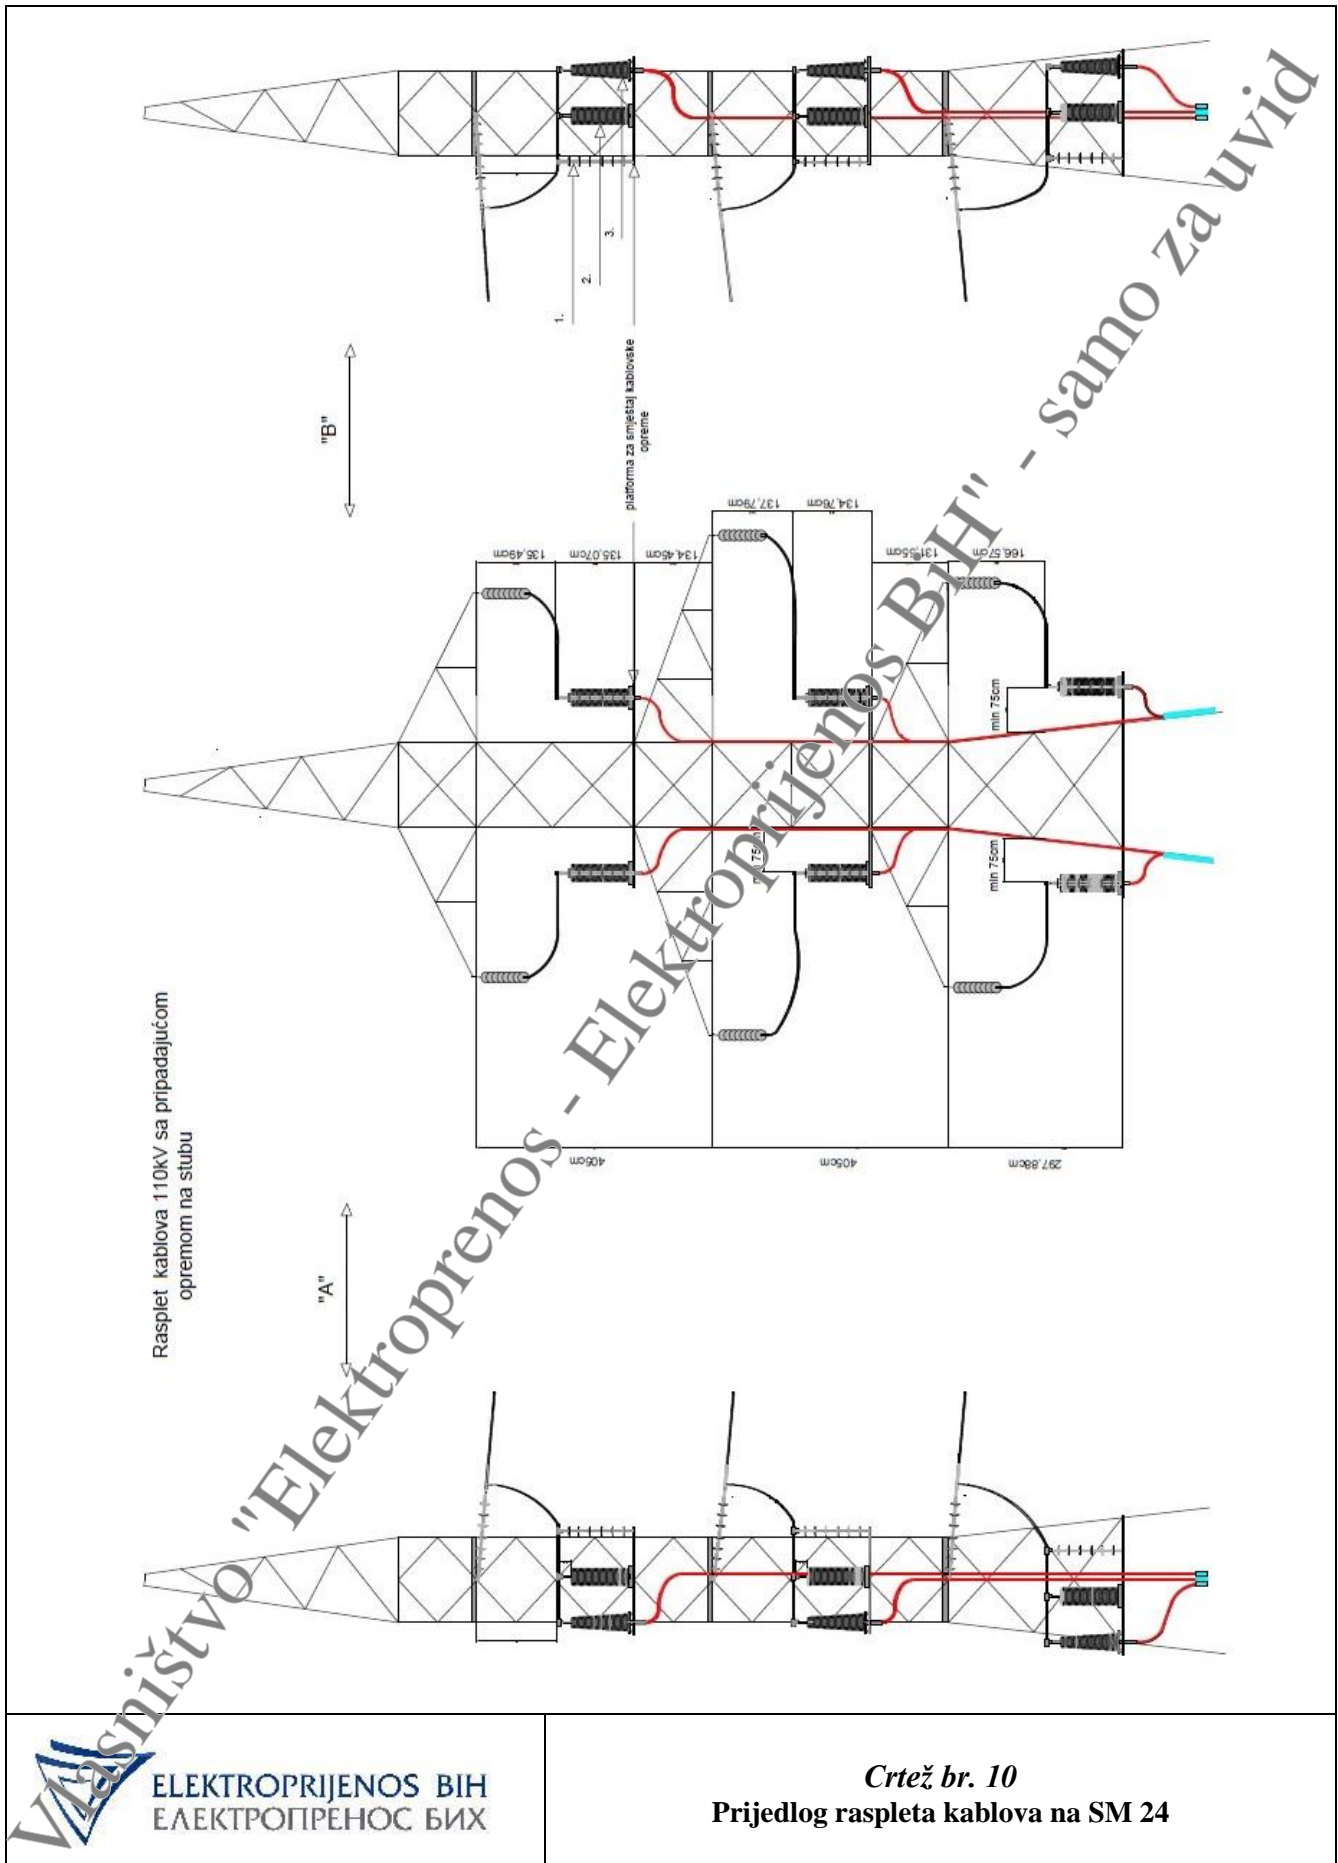 Rasplet kablova 110kV sa pripadajućom
opremom na stubu
"A"
"B"
1.
2.
3.
platforma za smještaj kablovske
opreme
135,49cm
135,07cm
134,45cm
137,79cm
134,76cm
131,55cm
166,57cm
min 75cm
min 75cm
min 75cm
405cm
405cm
297,88cm
Vlasništvo "Elektroprenos - Elektroprijenos BiH" - samo za uvid
ELEKTROPRIJENOS BIH
ЕЛЕКТРОПРЕНОС БИХ
Crtež br. 10
Prijedlog raspleta kablova na SM 24